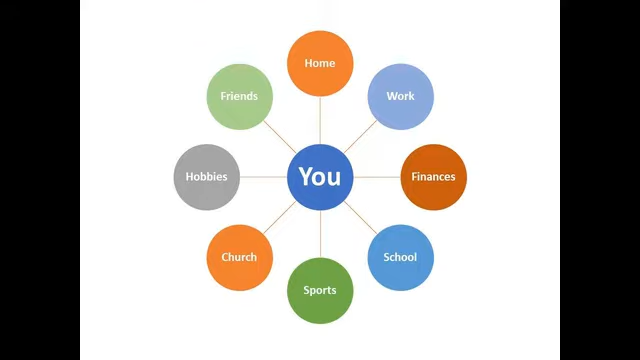 Home
Friends
Work
Hobbies
You
Finances
Church
School
Sports